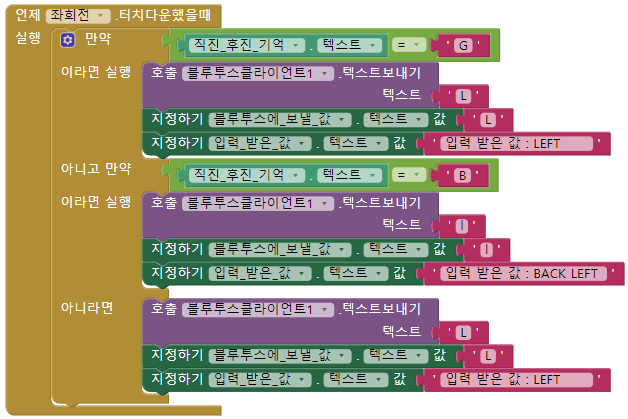 언제 좌회전 .터치다운했을때
실행 만약 직진_후진_기억 . 텍스트 = " G "
이라면 실행 호출 블루투스클라이언트1 .텍스트보내기
텍스트 " L "
지정하기 블루투스에_보낼_값 . 텍스트 값 " L "
지정하기 입력_받은_값 . 텍스트 값 " 입력 받은 값 : LEFT "
아니고 만약 직진_후진_기억 . 텍스트 = " B "
이라면 실행 호출 블루투스클라이언트1 .텍스트보내기
텍스트 " l "
지정하기 블루투스에_보낼_값 . 텍스트 값 " l "
지정하기 입력_받은_값 . 텍스트 값 " 입력 받은 값 : BACK LEFT "
아니라면 호출 블루투스클라이언트1 .텍스트보내기
텍스트 " L "
지정하기 블루투스에_보낼_값 . 텍스트 값 " L "
지정하기 입력_받은_값 . 텍스트 값 " 입력 받은 값 : LEFT "